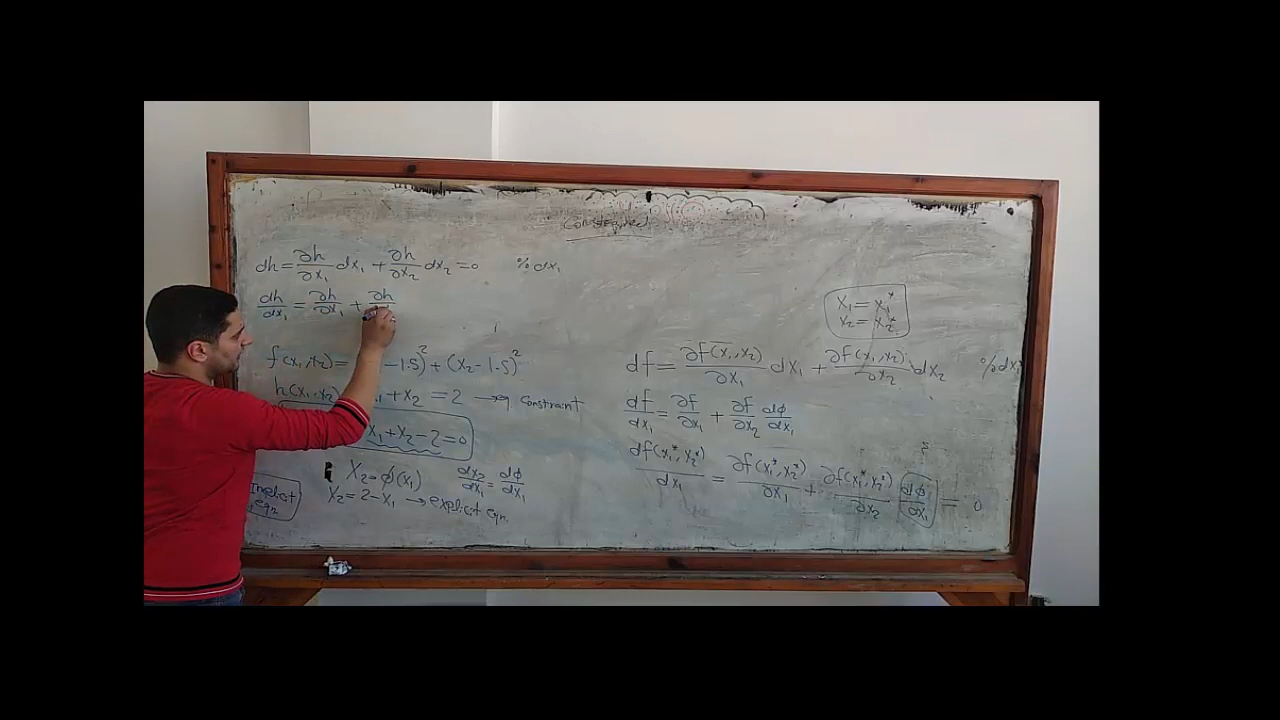 Constrained
dh = ∂h/∂x₁ dx₁ + ∂h/∂x₂ dx₂ = 0 % dx₁
dh/dx₁ = ∂h/∂x₁ + ∂h
f(x₁,x₂) = -1.5)² + (x₂-1.5)²
h(x₁,x₂) x₁ + x₂ = 2 → eq. constraint
x₁+x₂-2=0
x₂=φ(x₁) dx₂/dx₁ = dφ/dx₁
x₂=2-x₁ → explicit eqn.
Implicit
eqn
x₁ = x₁*
x₂ = x₂*
df = ∂f(x₁,x₂)/∂x₁ dx₁ + ∂f(x₁,x₂)/∂x₂ dx₂ % dx₁
df/dx₁ = ∂f/∂x₁ + ∂f/∂x₂ dφ/dx₁
df(x₁*,x₂*)/dx₁ = ∂f(x₁*,x₂*)/∂x₁ + ∂f(x₁*,x₂*)/∂x₂ dφ/dx₁ = 0